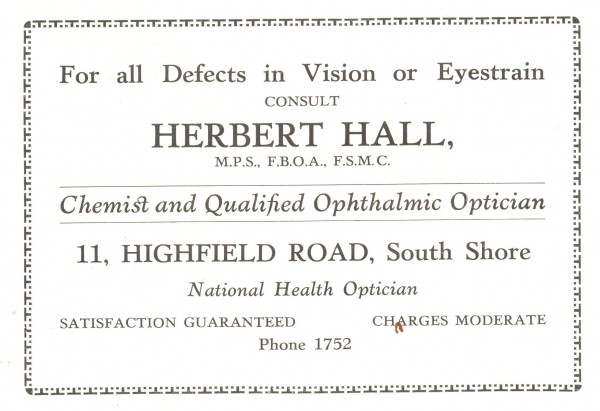 For all Defects in Vision or Eyestrain
CONSULT
HERBERT HALL,
M.P.S., F.B.O.A., F.S.M.C.
Chemist and Qualified Ophthalmic Optician
11, HIGHFIELD ROAD, South Shore
National Health Optician
SATISFACTION GUARANTEED CHARGES MODERATE
Phone 1752